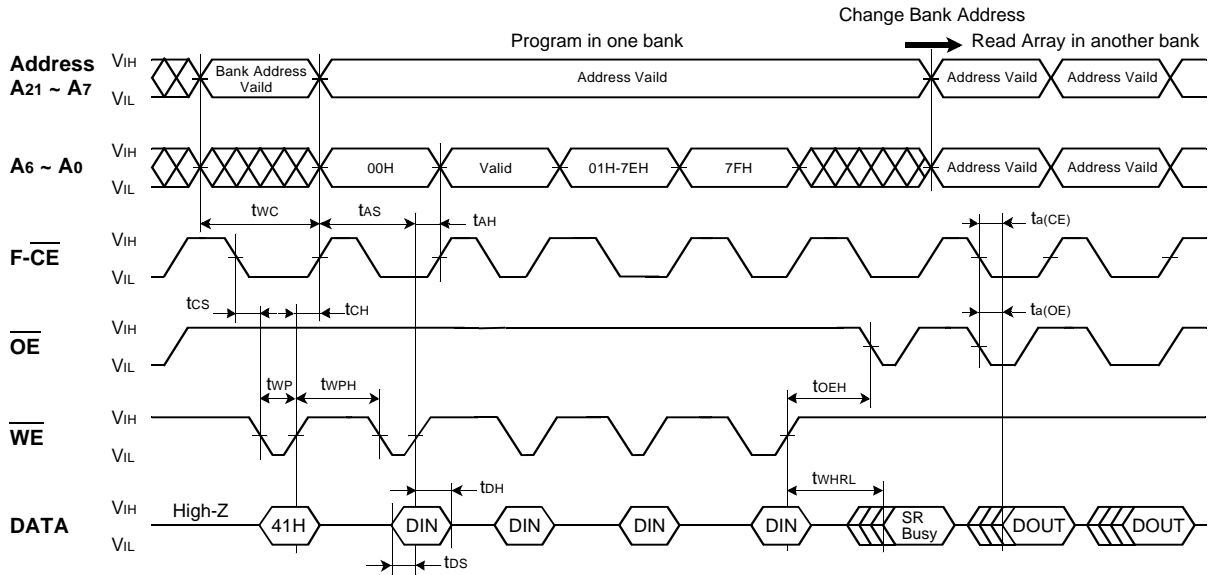 Change Bank Address
Program in one bank
Read Array in another bank
Address
A21 ~ A7
VIH
VIL
Bank Address
Vaild
Address Vaild
Address Vaild
Address Vaild
A6 ~ A0
VIH
VIL
00H
Valid
01H-7EH
7FH
Address Vaild
Address Vaild
tWC
tAS
tAH
ta(CE)
F-CE
VIH
VIL
tCS
tCH
ta(OE)
OE
VIH
VIL
tWP
tWPH
tOEH
WE
VIH
VIL
tDH
tWHRL
DATA
VIH
VIL
High-Z
41H
DIN
DIN
DIN
DIN
SR
Busy
DOUT
DOUT
tDS